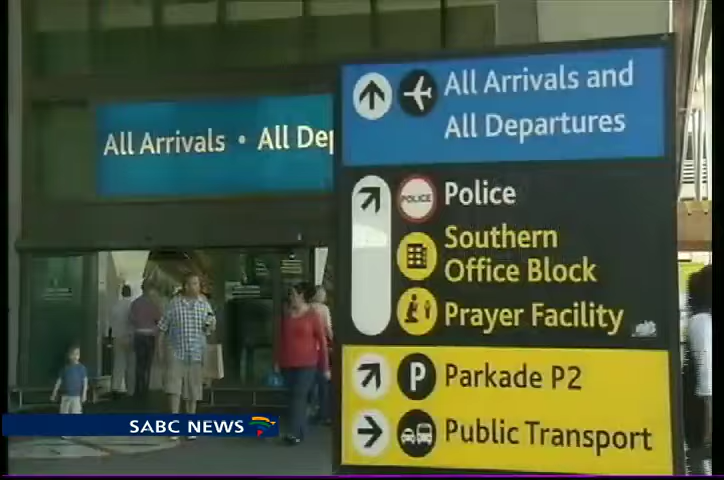 All Arrivals • All Dep
All Arrivals and
All Departures
POLICE
Police
Southern
Office Block
Prayer Facility
P
Parkade P2
Public Transport
SABC NEWS